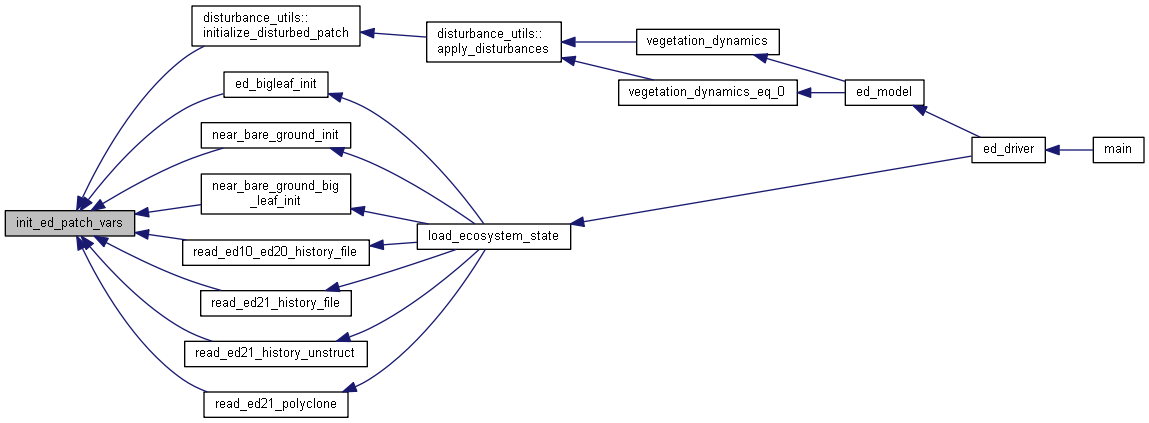 disturbance_utils::
initialize_disturbed_patch
disturbance_utils::
apply_disturbances
vegetation_dynamics
vegetation_dynamics_eq_0
ed_model
ed_driver
main
ed_bigleaf_init
near_bare_ground_init
near_bare_ground_big
_leaf_init
init_ed_patch_vars
load_ecosystem_state
read_ed10_ed20_history_file
read_ed21_history_file
read_ed21_history_unstruct
read_ed21_polyclone